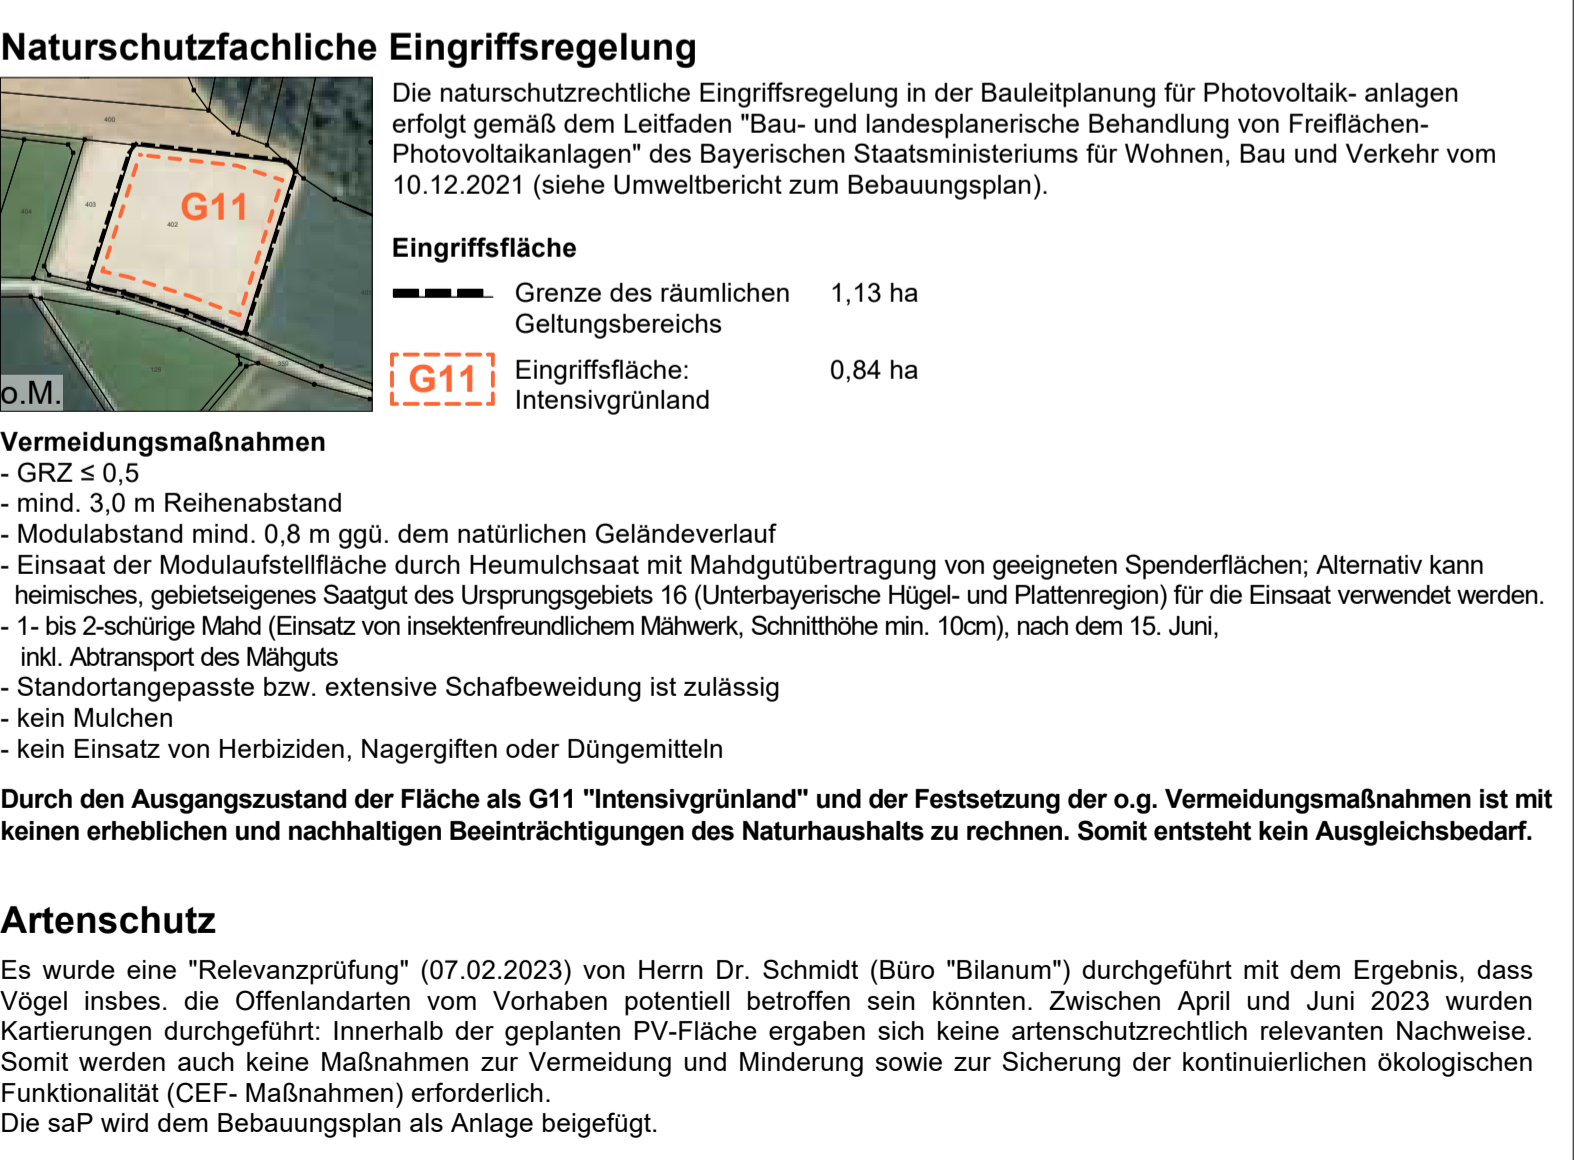 Naturschutzfachliche Eingriffsregelung
Die naturschutzrechtliche Eingriffsregelung in der Bauleitplanung für Photovoltaik- anlagen
erfolgt gemäß dem Leitfaden "Bau- und landesplanerische Behandlung von Freiflächen-
Photovoltaikanlagen" des Bayerischen Staatsministeriums für Wohnen, Bau und Verkehr vom
10.12.2021 (siehe Umweltbericht zum Bebauungsplan).
400
404
403
G11
402
o.M.
Eingriffsfläche
Grenze des räumlichen 1,13 ha
Geltungsbereichs
G11 Eingriffsfläche: 0,84 ha
Intensivgrünland
Vermeidungsmaßnahmen
- GRZ ≤ 0,5
- mind. 3,0 m Reihenabstand
- Modulabstand mind. 0,8 m ggü. dem natürlichen Geländeverlauf
- Einsaat der Modulaufstellfläche durch Heumulchsaat mit Mahdgutübertragung von geeigneten Spenderflächen; Alternativ kann
heimisches, gebietseigenes Saatgut des Ursprungsgebiets 16 (Unterbayerische Hügel- und Plattenregion) für die Einsaat verwendet werden.
- 1- bis 2-schürige Mahd (Einsatz von insektenfreundlichem Mähwerk, Schnitthöhe min. 10cm), nach dem 15. Juni,
inkl. Abtransport des Mähguts
- Standortangepasste bzw. extensive Schafbeweidung ist zulässig
- kein Mulchen
- kein Einsatz von Herbiziden, Nagergiften oder Düngemitteln
Durch den Ausgangszustand der Fläche als G11 "Intensivgrünland" und der Festsetzung der o.g. Vermeidungsmaßnahmen ist mit
keinen erheblichen und nachhaltigen Beeinträchtigungen des Naturhaushalts zu rechnen. Somit entsteht kein Ausgleichsbedarf.
Artenschutz
Es wurde eine "Relevanzprüfung" (07.02.2023) von Herrn Dr. Schmidt (Büro "Bilanum") durchgeführt mit dem Ergebnis, dass
Vögel insbes. die Offenlandarten vom Vorhaben potentiell betroffen sein könnten. Zwischen April und Juni 2023 wurden
Kartierungen durchgeführt: Innerhalb der geplanten PV-Fläche ergaben sich keine artenschutzrechtlich relevanten Nachweise.
Somit werden auch keine Maßnahmen zur Vermeidung und Minderung sowie zur Sicherung der kontinuierlichen ökologischen
Funktionalität (CEF- Maßnahmen) erforderlich.
Die saP wird dem Bebauungsplan als Anlage beigefügt.